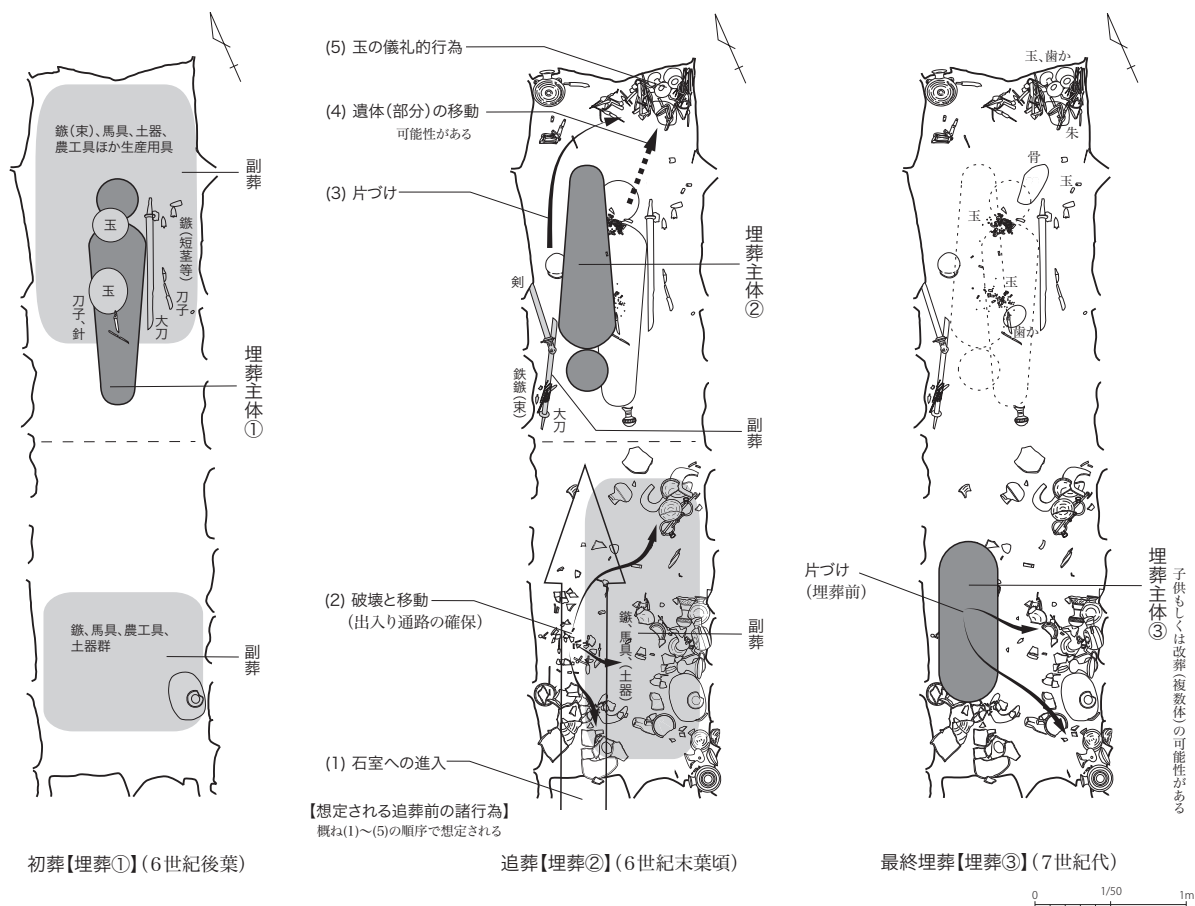 鏃(束)、馬具、土器、
農工具ほか生産用具
副葬
玉
玉
鏃(短茎等)
刀子
大刀
刀子、針
埋葬主体①
鏃、馬具、農工具、
土器群
副葬
初葬【埋葬①】(6世紀後葉)
(5) 玉の儀礼的行為
(4) 遺体(部分)の移動
可能性がある
(3) 片づけ
剣
埋葬主体②
鉄鏃(束)
大刀
副葬
(2) 破壊と移動
(出入り通路の確保)
鏃、馬具、(土器)
副葬
(1) 石室への進入
【想定される追葬前の諸行為】
概ね(1)〜(5)の順序で想定される
追葬【埋葬②】(6世紀末葉頃)
玉、歯か
朱
骨
玉
玉
玉
歯か
片づけ
(埋葬前)
埋葬主体③
子供もしくは改葬(複数体)の可能性がある
最終埋葬【埋葬③】(7世紀代)
0 1/50 1m